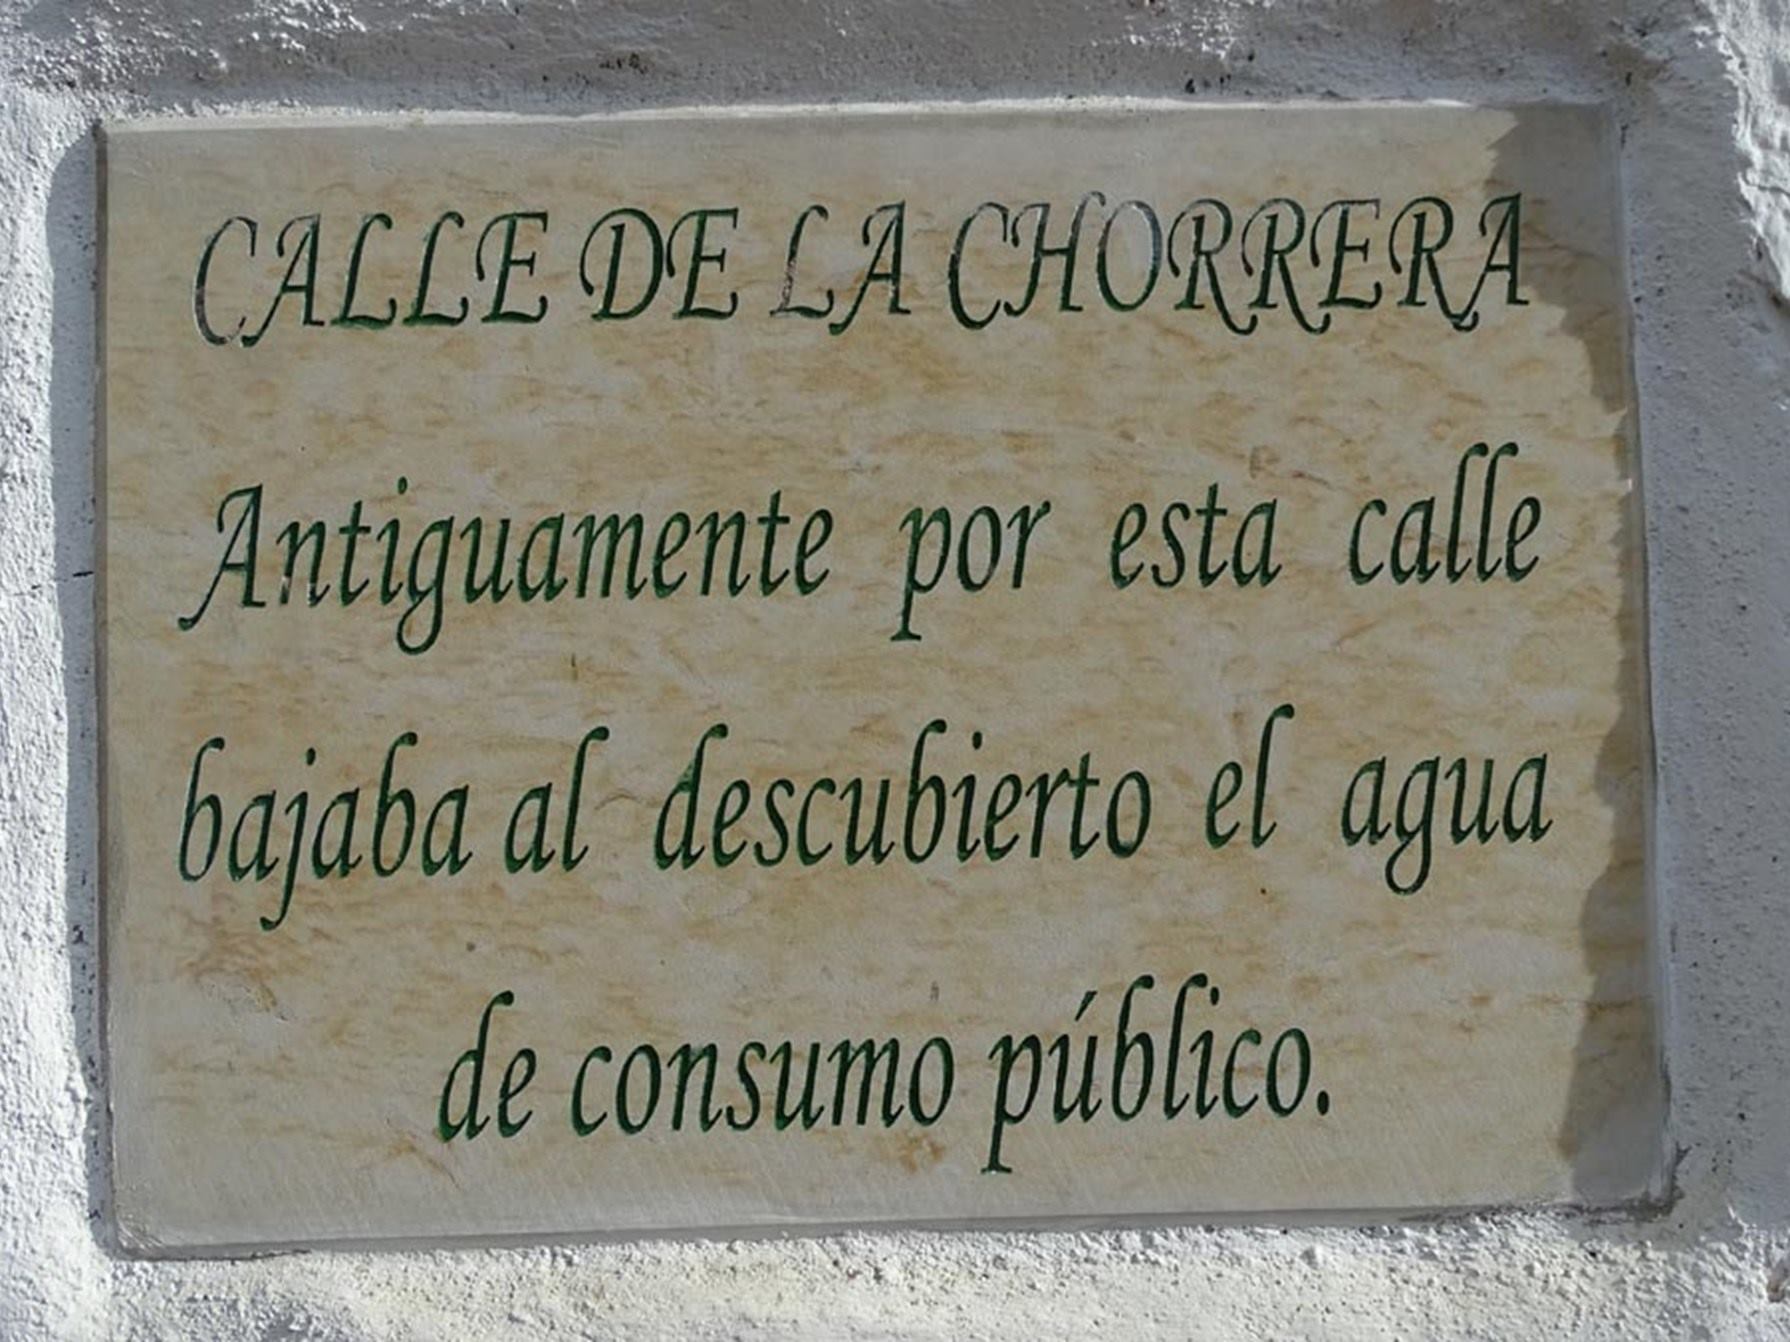 CALLE DE LA CHORRERA
Antiguamente por esta calle
bajaba al descubierto el agua
de consumo público.